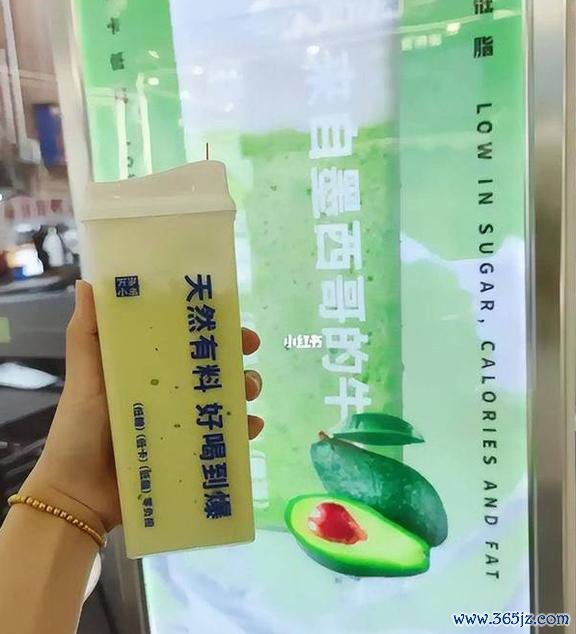 天然有料 好喝到爆
(低糖)(低卡)(低脂) 零负担
来自墨西哥的牛
LOW IN SUGAR, CALORIES AND FAT
小红书
www.365jz.com